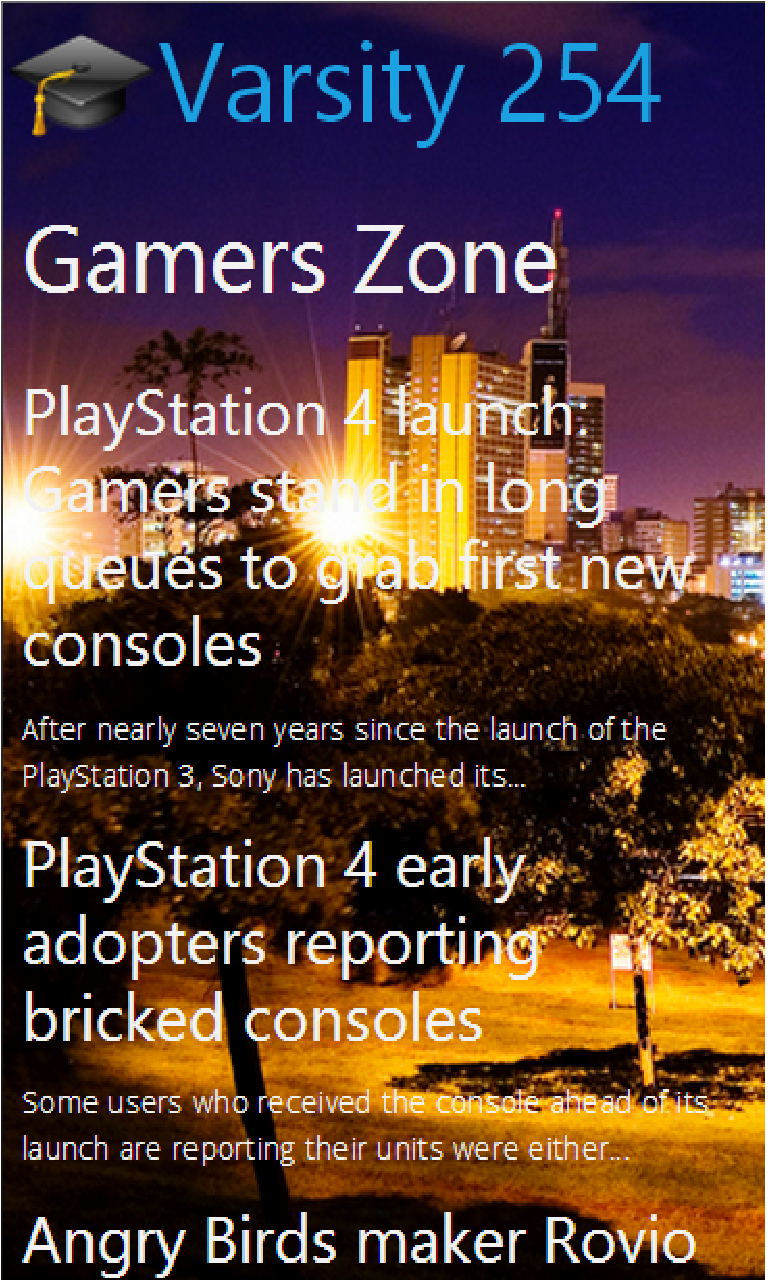 Varsity 254
Gamers Zone
PlayStation 4 launch:
Gamers stand in long
queues to grab first new
consoles
After nearly seven years since the launch of the
PlayStation 3, Sony has launched its...
PlayStation 4 early
adopters reporting
bricked consoles
Some users who received the console ahead of its
launch are reporting their units were either...
Angry Birds maker Rovio